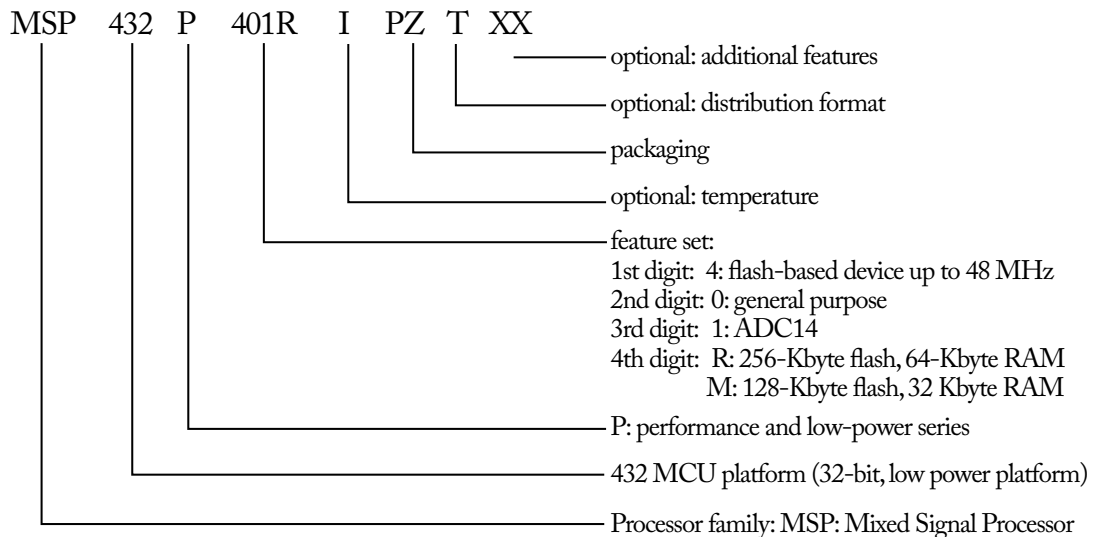 MSP 432 P 401R I PZ T XX
optional: additional features
optional: distribution format
packaging
optional: temperature
feature set:
1st digit: 4: flash-based device up to 48 MHz
2nd digit: 0: general purpose
3rd digit: 1: ADC14
4th digit: R: 256-Kbyte flash, 64-Kbyte RAM
M: 128-Kbyte flash, 32 Kbyte RAM
P: performance and low-power series
432 MCU platform (32-bit, low power platform)
Processor family: MSP: Mixed Signal Processor